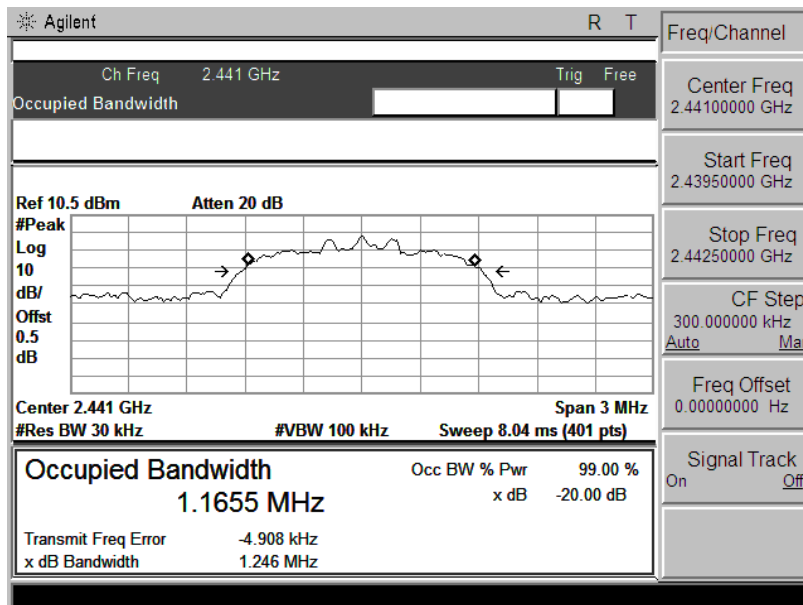 Agilent R T
Ch Freq 2.441 GHz Trig Free
Occupied Bandwidth
Ref 10.5 dBm Atten 20 dB
#Peak
Log
10
dB/
Offst
0.5
dB
Center 2.441 GHz Span 3 MHz
#Res BW 30 kHz #VBW 100 kHz Sweep 8.04 ms (401 pts)
Occupied Bandwidth Occ BW % Pwr 99.00 %
1.1655 MHz x dB -20.00 dB
Transmit Freq Error -4.908 kHz
x dB Bandwidth 1.246 MHz
Freq/Channel
Center Freq
2.44100000 GHz
Start Freq
2.43950000 GHz
Stop Freq
2.44250000 GHz
CF Step
300.000000 kHz
Auto Ma
Freq Offset
0.00000000 Hz
Signal Track
On Off